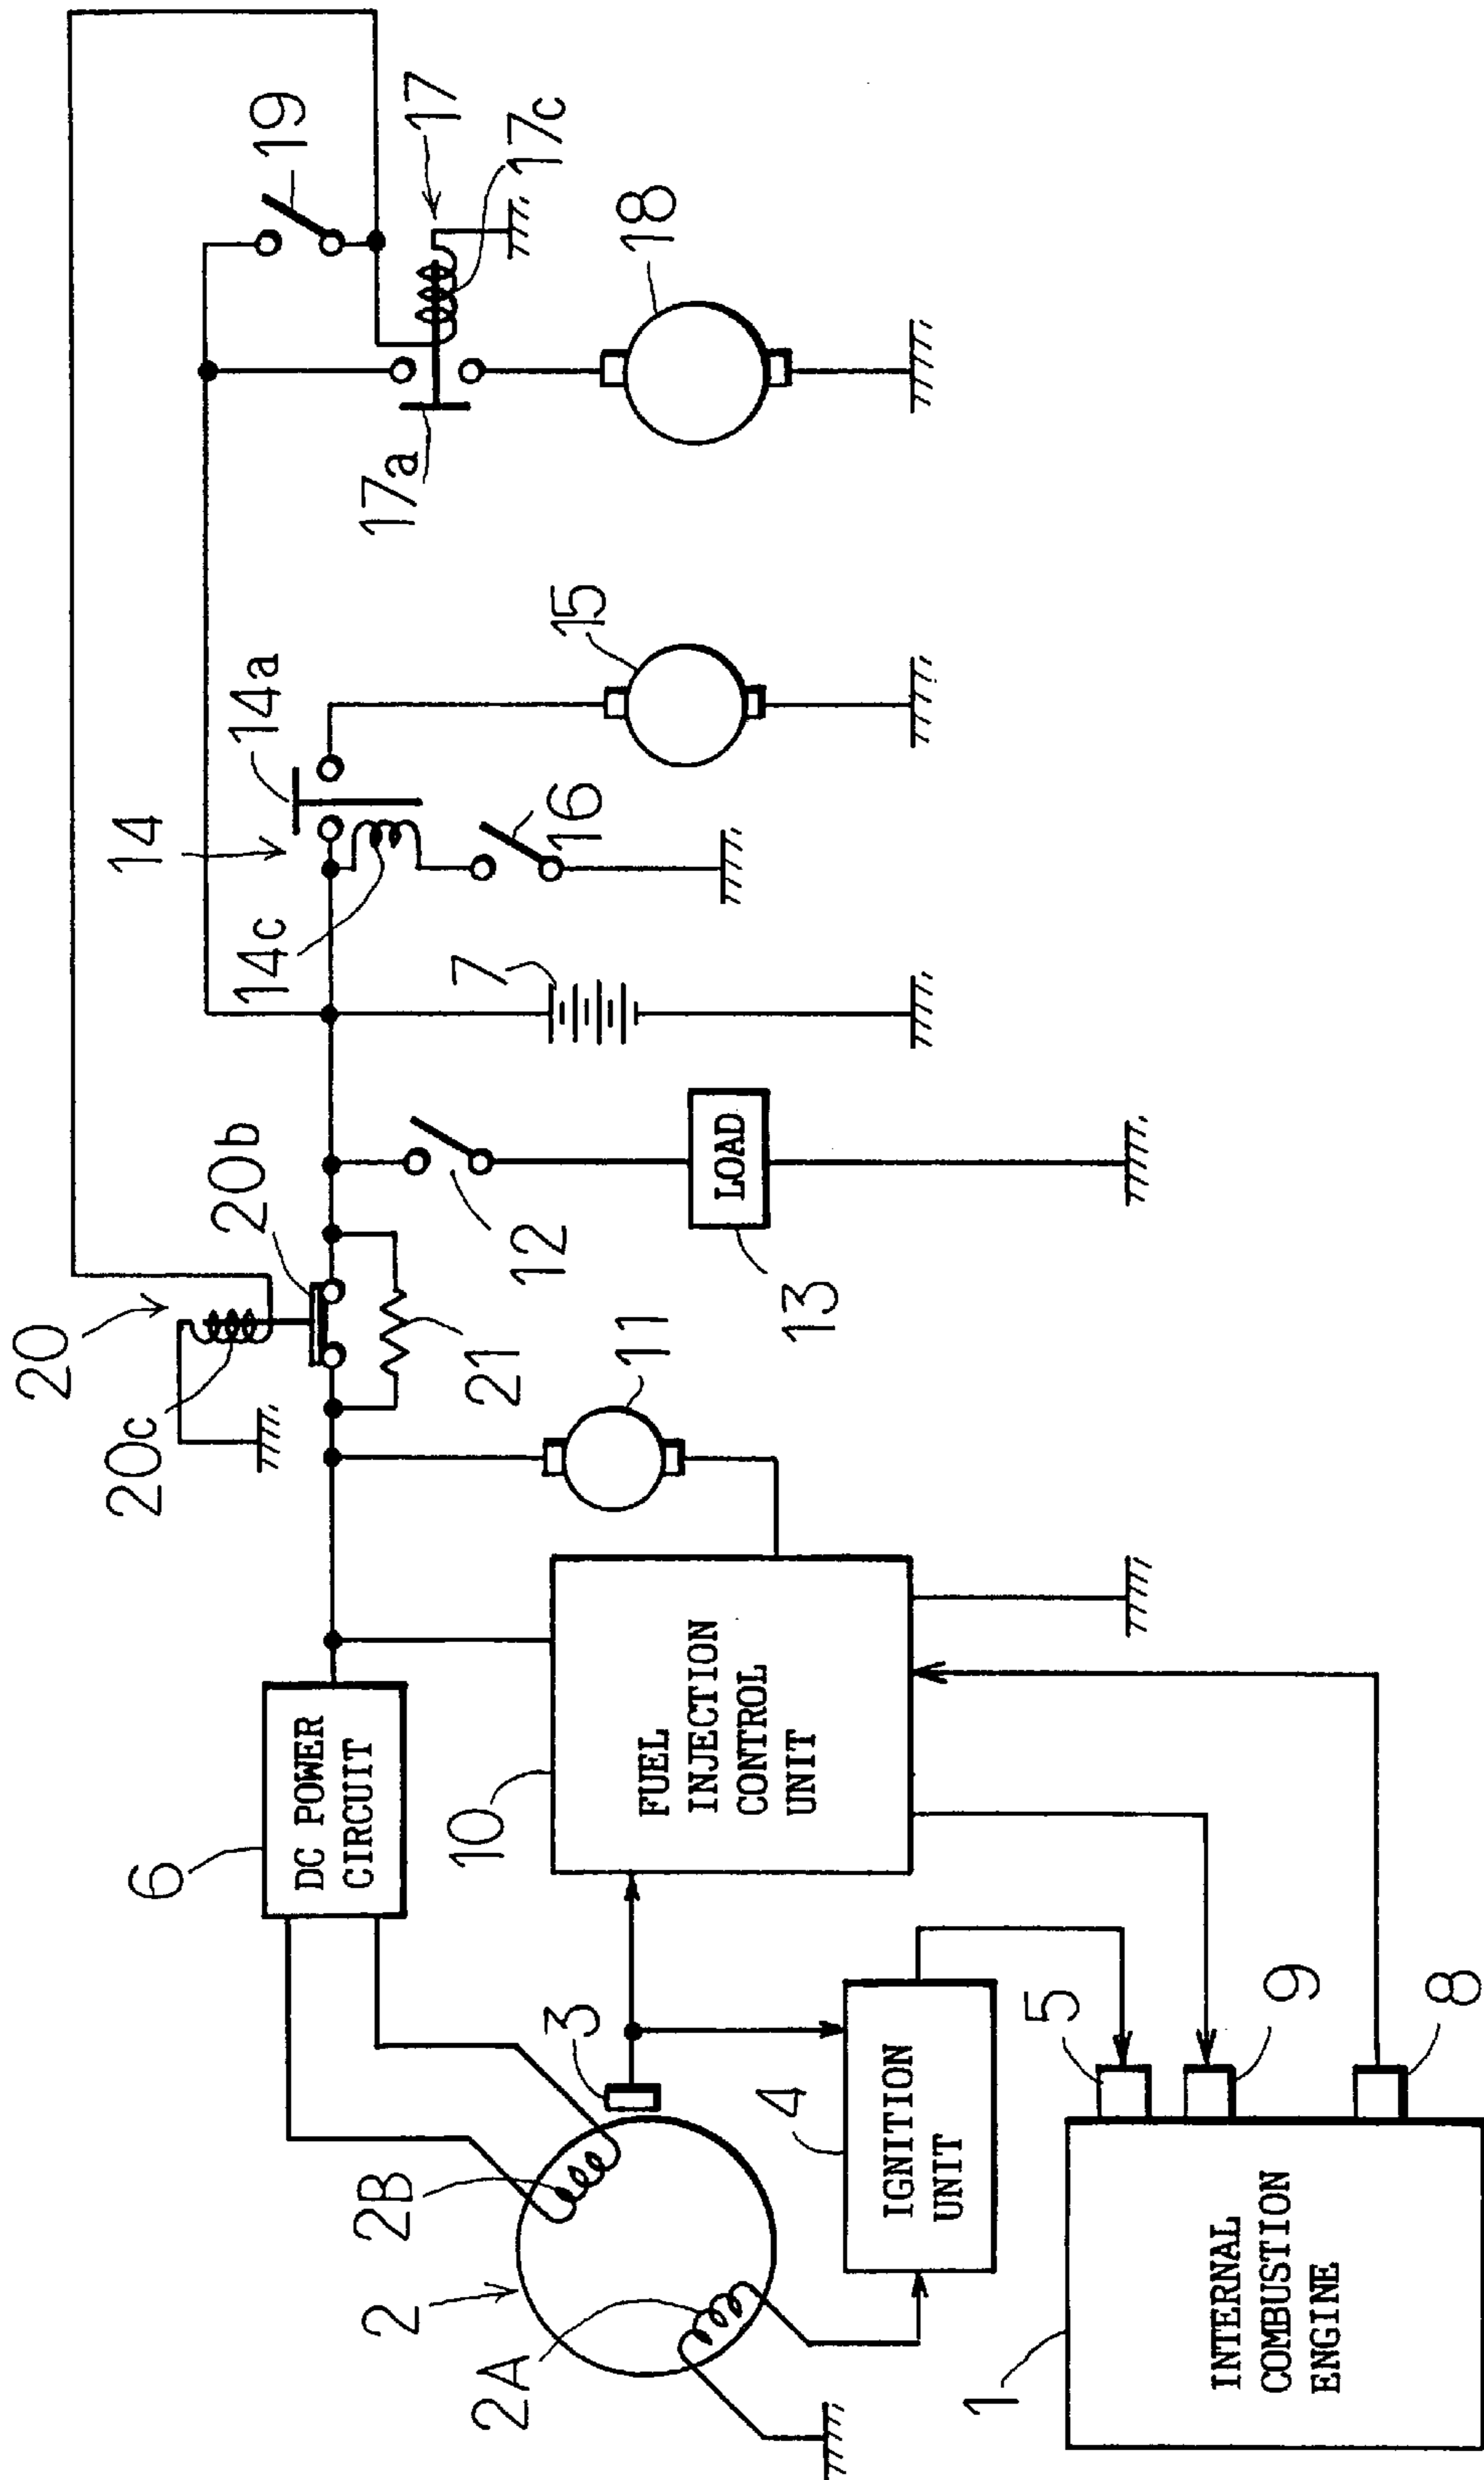 20
20c
14
6
20b
14c
14a
19
DC POWER
CIRCUIT
2
2B
17a
17
10
21
7
17c
2A
12
3
16
15
11
18
FUEL
INJECTION
CONTROL
UNIT
LOAD
4
13
IGNITION
UNIT
1
5
INTERNAL
COMBUSTION
ENGINE
9
8